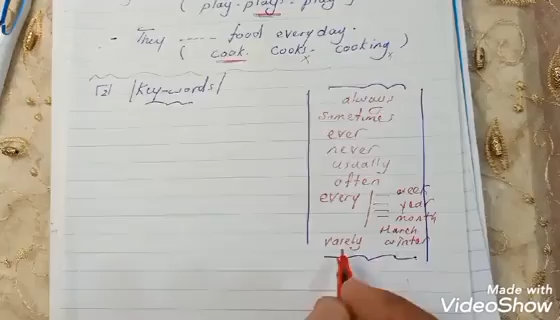 ( play - plays - play )
- They ----- food everyday.
( cook - cooks - cooking )
[2] Key-words
always
sometimes
ever
never
usually
often
every week
year
month
March
rarely winter
Made with
VideoShow